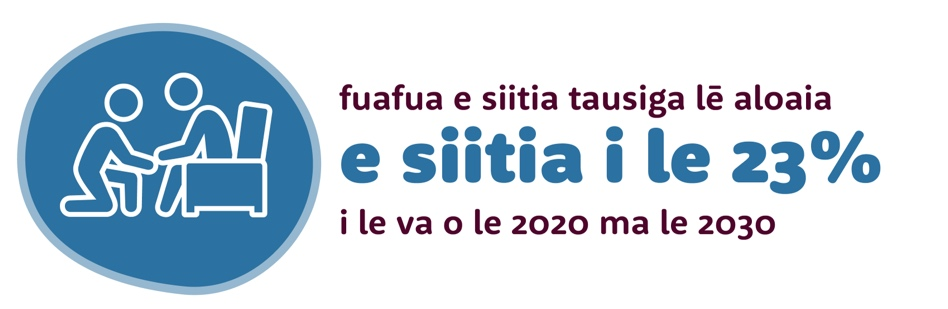 fuafua e siitia tausiga lē aloaia
e siitia i le 23%
i le va o le 2020 ma le 2030